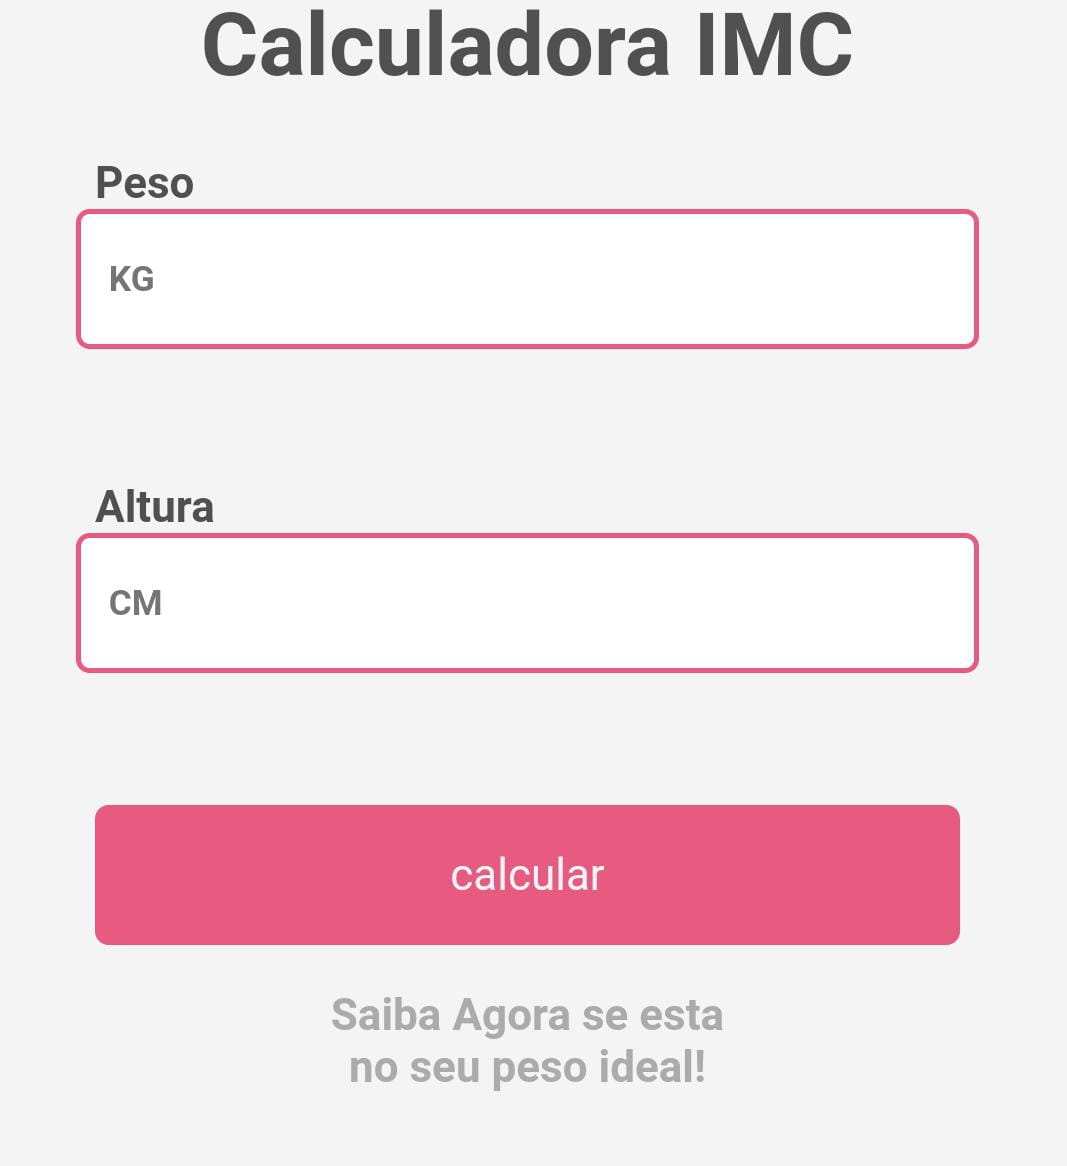 Calculadora IMC
Peso
KG
Altura
CM
calcular
Saiba Agora se esta
no seu peso ideal!